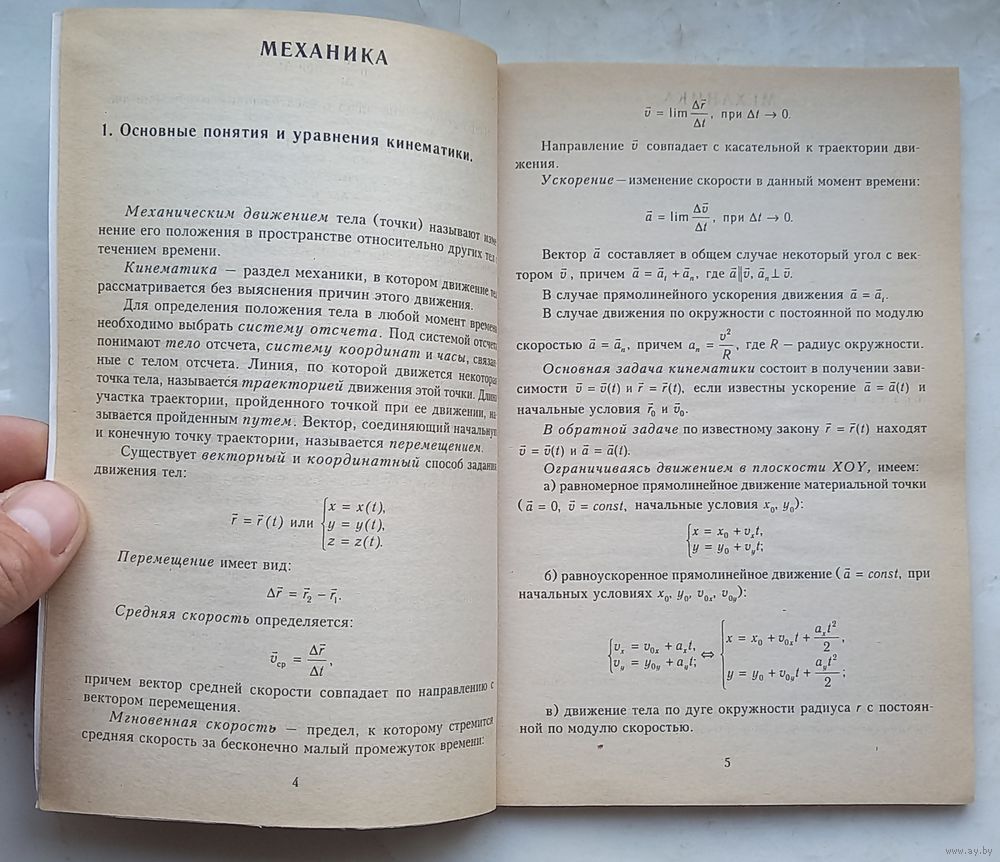 МЕХАНИКА
1. Основные понятия и уравнения кинематики.
Механическим движением тела (точки) называют изме
нение его положения в пространстве относительно других тел
течением времени.
Кинематика — раздел механики, в котором движение тел
рассматривается без выяснения причин этого движения.
Для определения положения тела в любой момент времени
необходимо выбрать систему отсчета. Под системой отсчета
понимают тело отсчета, систему координат и часы, связан-
ные с телом отсчета. Линия, по которой движется некоторая
точка тела, называется траекторией движения этой точки. Длина
участка траектории, пройденного точкой при ее движении, на-
зывается пройденным путем. Вектор, соединяющий начальную
и конечную точку траектории, называется перемещением.
Существует векторный и координатный способ задания
движения тел:
r⃗ = r⃗(t) или {x = x(t),
y = y(t),
z = z(t).
Перемещение имеет вид:
Δr⃗ = r⃗₂ − r⃗₁.
Средняя скорость определяется:
v⃗ср = Δr⃗/Δt,
причем вектор средней скорости совпадает по направлению с
вектором перемещения.
Мгновенная скорость — предел, к которому стремится
средняя скорость за бесконечно малый промежуток времени:
4
v⃗ = lim Δr⃗/Δt, при Δt → 0.
Направление v⃗ совпадает с касательной к траектории дви-
жения.
Ускорение — изменение скорости в данный момент времени:
a⃗ = lim Δv⃗/Δt, при Δt → 0.
Вектор a⃗ составляет в общем случае некоторый угол с век-
тором v⃗, причем a⃗ = a⃗t + a⃗n, где a⃗∥v⃗, a⃗n⊥v⃗.
В случае прямолинейного ускорения движения a⃗ = a⃗t.
В случае движения по окружности с постоянной по модулю
скоростью a⃗ = a⃗n, причем an = v²/R, где R — радиус окружности.
Основная задача кинематики состоит в получении зави-
симости v⃗ = v⃗(t) и r⃗ = r⃗(t), если известны ускорение a⃗ = a⃗(t) и
начальные условия r⃗₀ и v⃗₀.
В обратной задаче по известному закону r⃗ = r⃗(t) находят
v⃗ = v⃗(t) и a⃗ = a⃗(t).
Ограничиваясь движением в плоскости XOY, имеем:
а) равномерное прямолинейное движение материальной точки
(a⃗ = 0, v⃗ = const, начальные условия x₀, y₀):
{x = x₀ + vxt,
y = y₀ + vyt;
б) равноускоренное прямолинейное движение (a⃗ = const, при
начальных условиях x₀, y₀, v₀x, v₀y):
{vx = v₀x + axt,
vy = y₀y + ayt; ⇔ {x = x₀ + v₀xt + axt²/2,
y = y₀ + v₀yt + ayt²/2;
в) движение тела по дуге окружности радиуса r с постоян-
ной по модулю скоростью.
5
www.ay.by